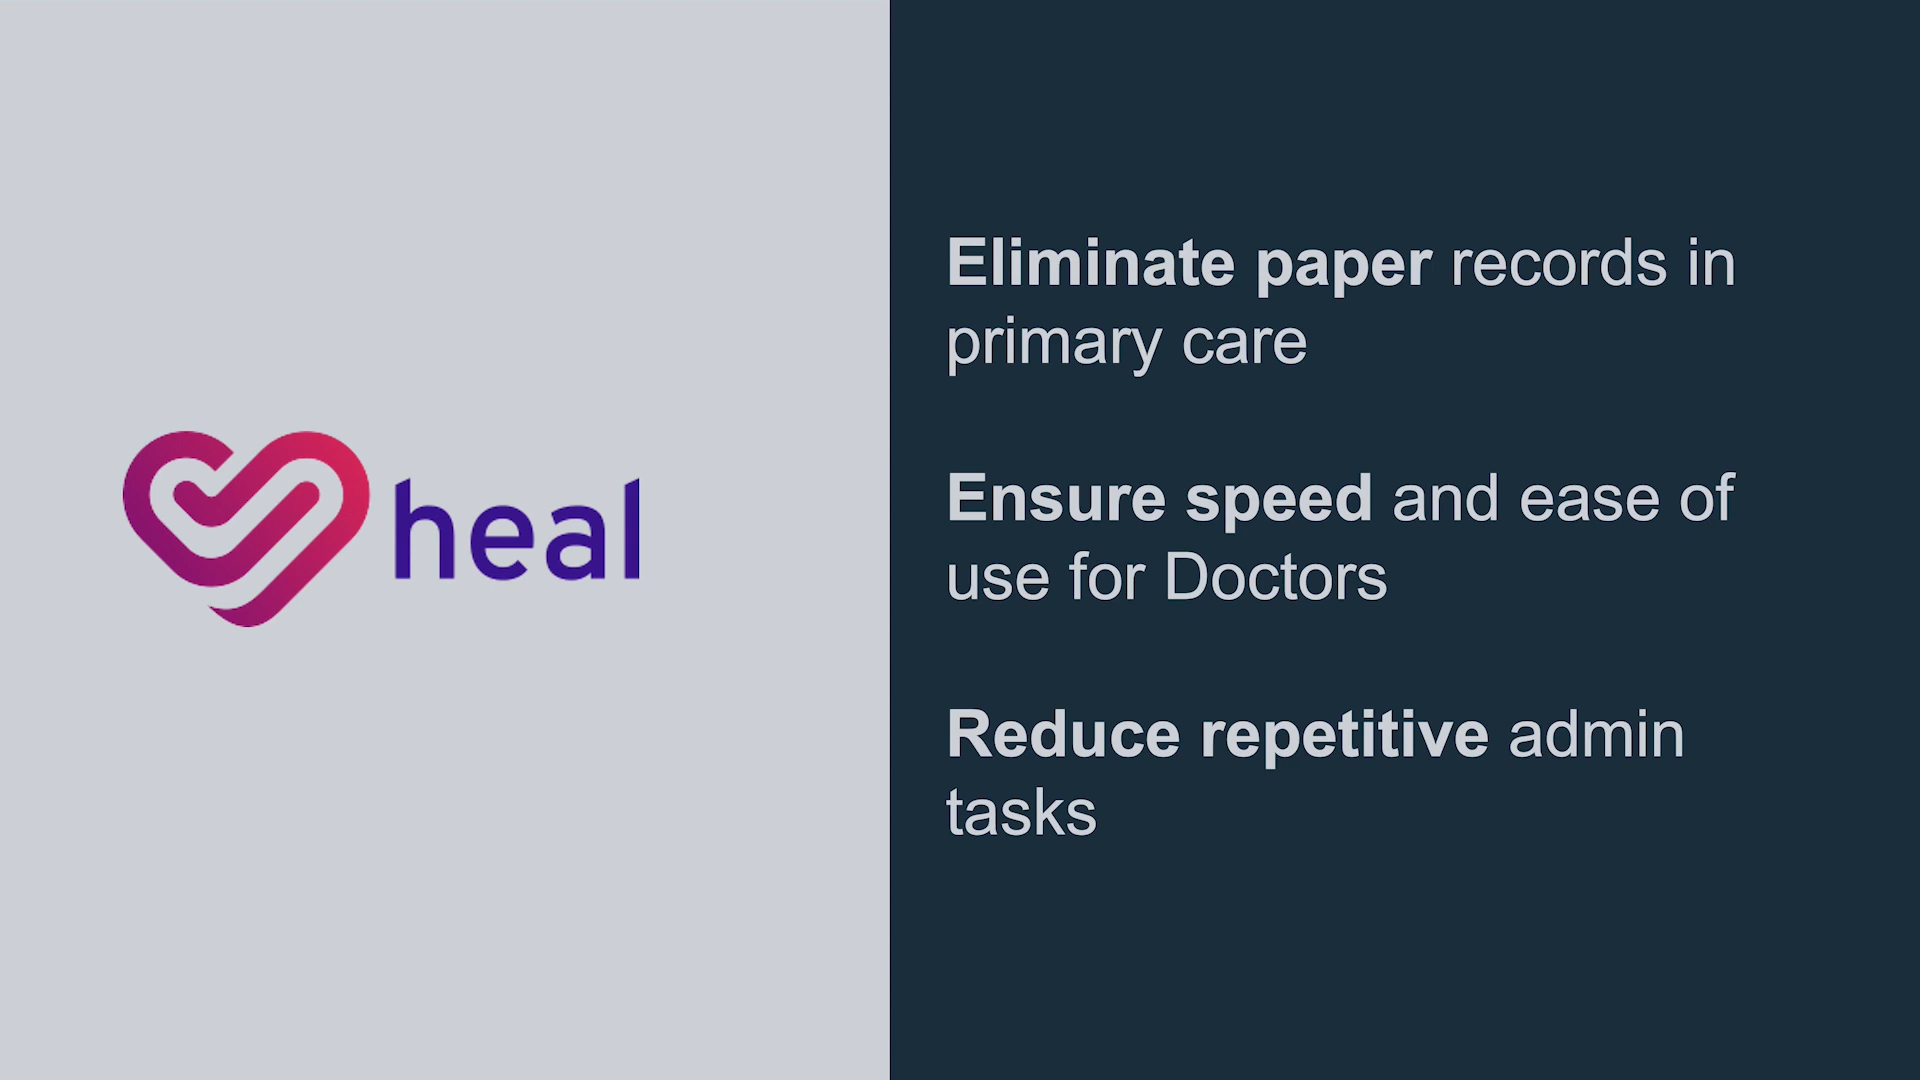 heal
Eliminate paper records in
primary care
Ensure speed and ease of
use for Doctors
Reduce repetitive admin
tasks